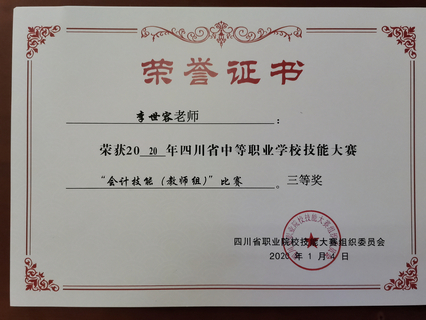 荣誉证书
李世容老师：
荣获2020年四川省中等职业学校技能大赛
“会计技能（教师组）”比赛。三等奖
四川省职业院校技能大赛组织委员会
2020年1月4日